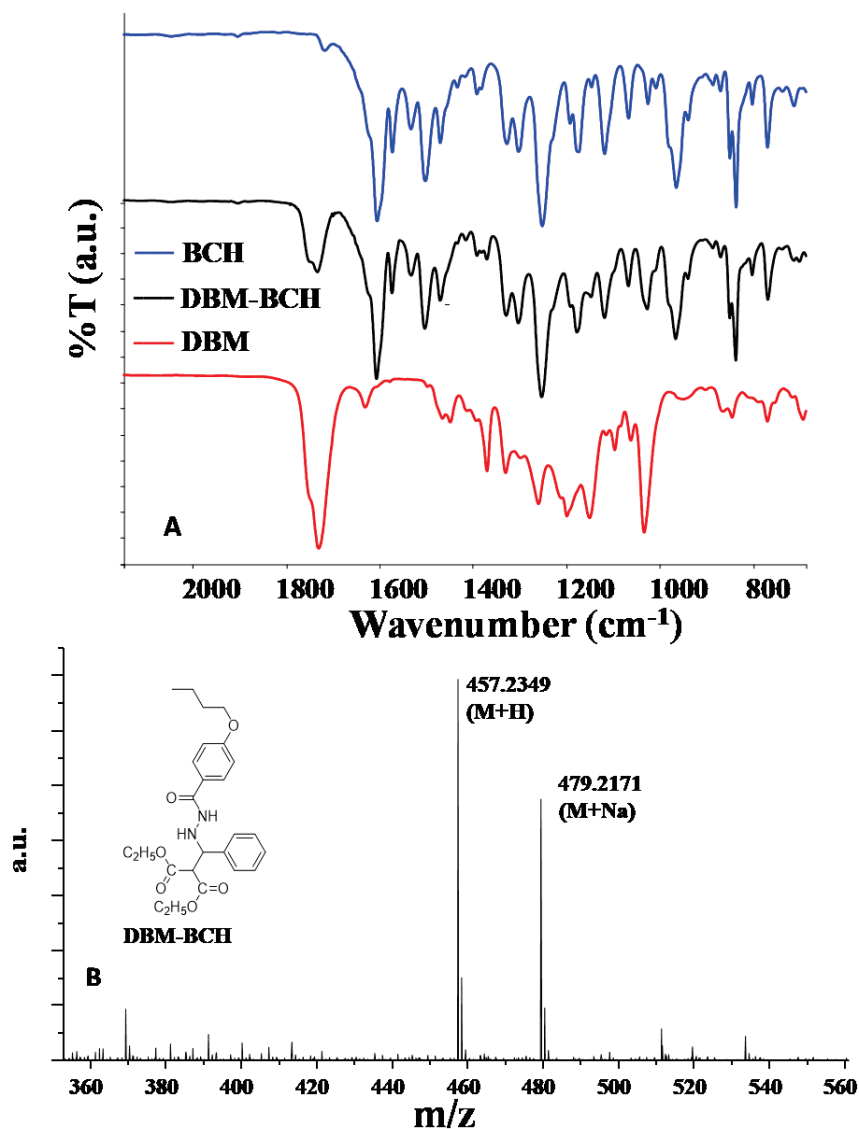 %T (a.u.)
BCH
DBM-BCH
DBM
A
2000 1800 1600 1400 1200 1000 800
Wavenumber (cm⁻¹)
a.u.
457.2349
(M+H)
479.2171
(M+Na)
O
O
NH
HN
C₂H₅O
O
O
C₂H₅O
DBM-BCH
B
360 380 400 420 440 460 480 500 520 540 560
m/z